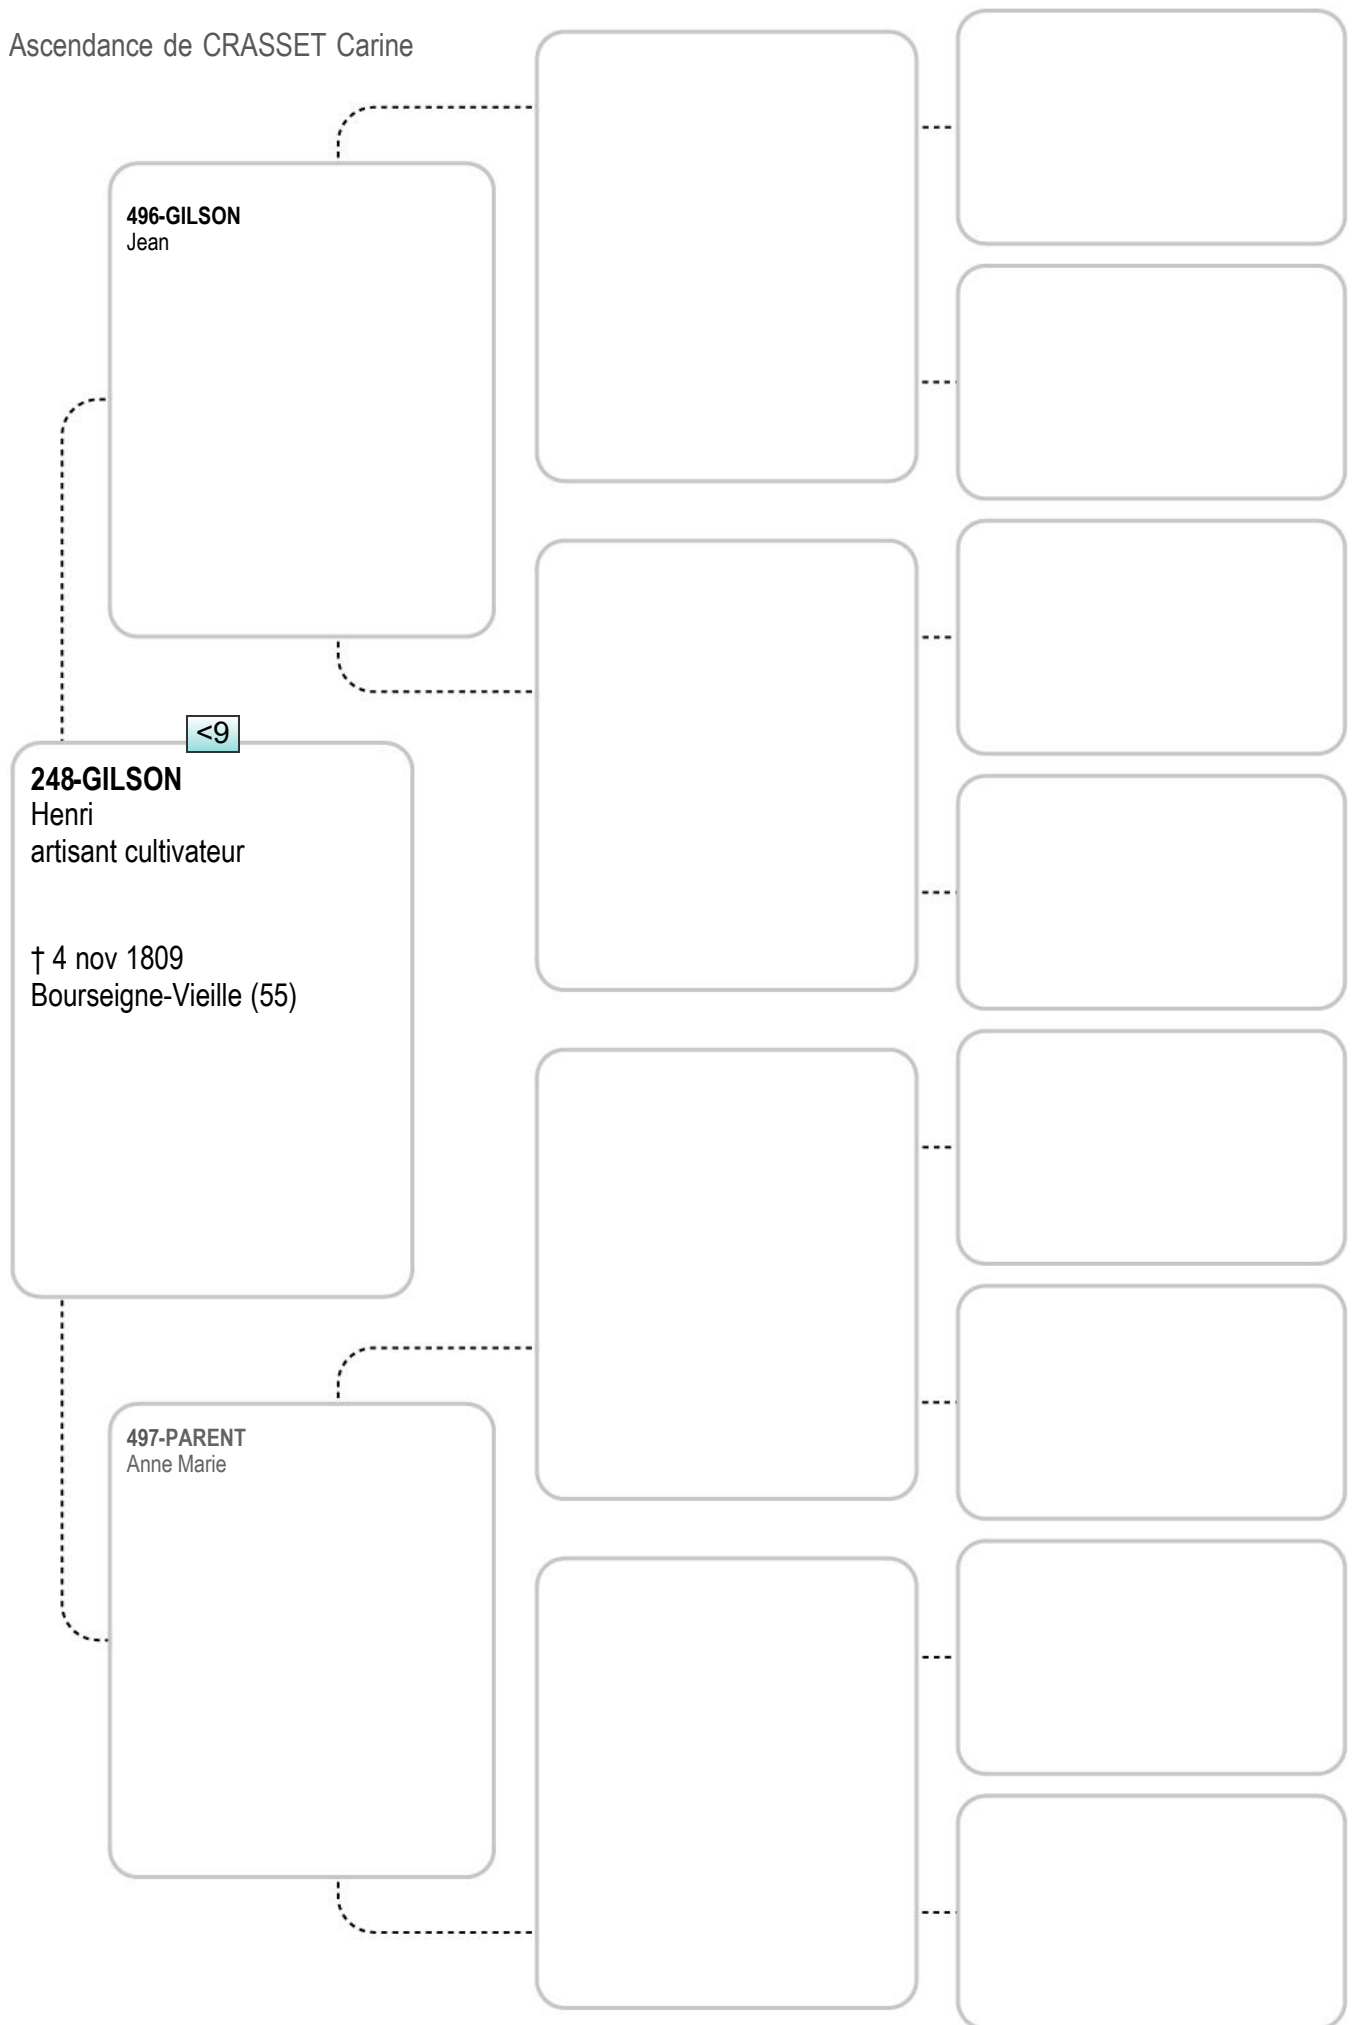 Ascendance de CRASSET Carine
496-GILSON
Jean
<9
248-GILSON
Henri
artisant cultivateur
† 4 nov 1809
Bourseigne-Vieille (55)
497-PARENT
Anne Marie